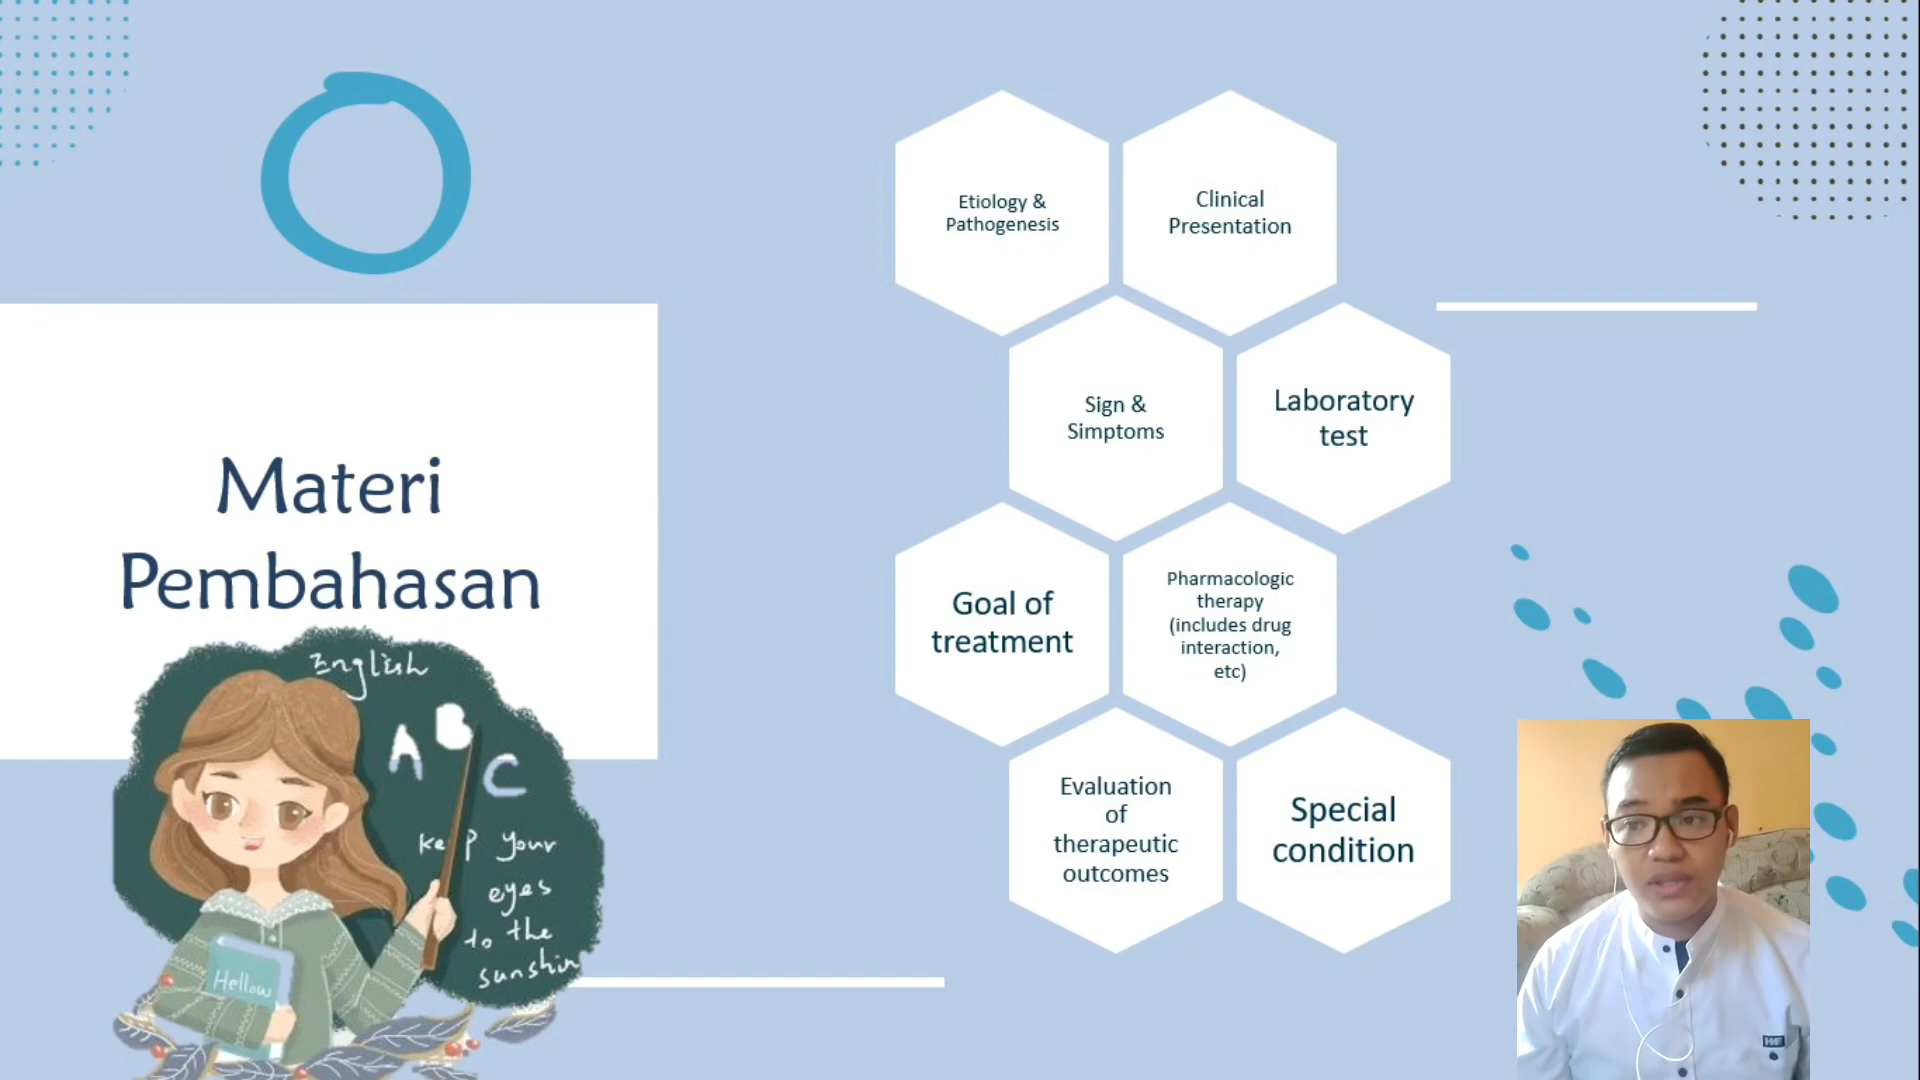 Materi
Pembahasan
English
A B C
keep your
eyes
to the
sunshin
Hellow
Etiology &
Pathogenesis
Clinical
Presentation
Sign &
Simptoms
Laboratory
test
Goal of
treatment
Pharmacologic
therapy
(includes drug
interaction,
etc)
Evaluation
of
therapeutic
outcomes
Special
condition